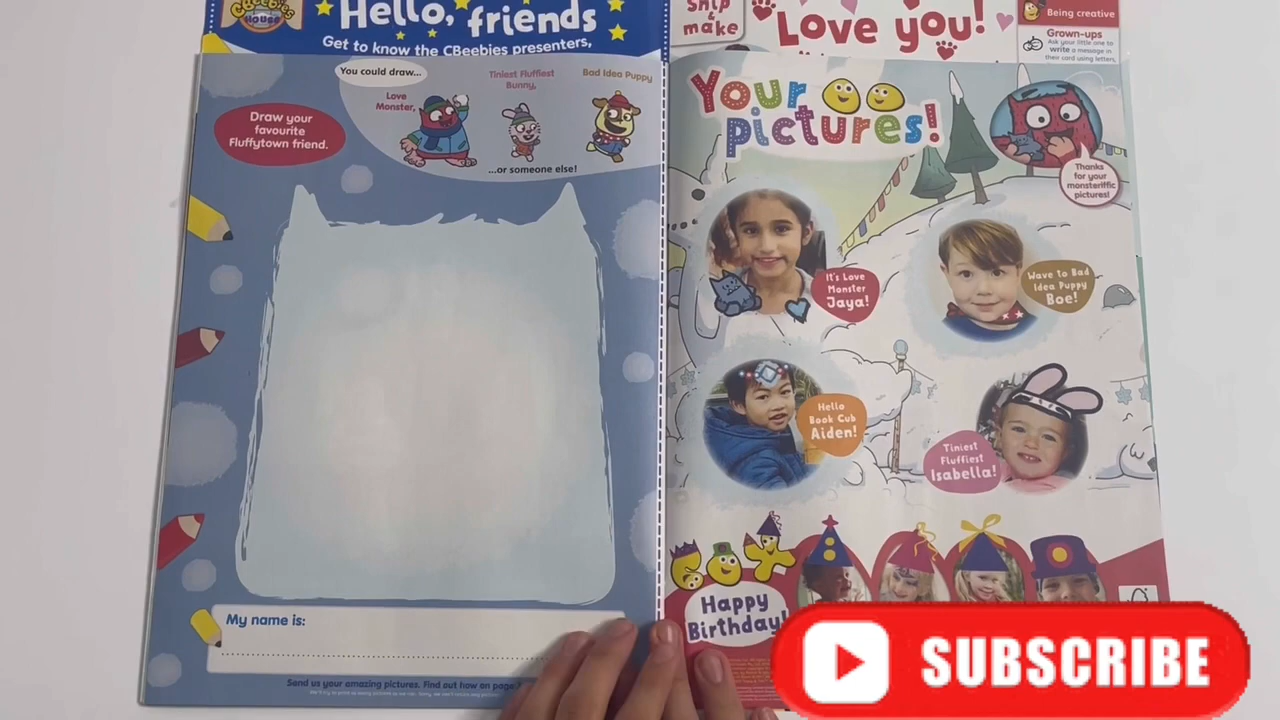 CBeebies
HOUSE
Hello, friends
Get to know the CBeebies presenters,
You could draw...
Love
Monster,
Tiniest Fluffiest
Bunny,
Bad Idea Puppy
...or someone else!
Draw your
favourite
Fluffytown friend.
My name is:
Send us your amazing pictures. Find out how on page
Snip
&
make
Love you!
Being creative
Grown-ups
Ask your little one to
write a message in
their card using letters,
Your
pictures!
Thanks
for your
monsteriffic
pictures!
It's Love
Monster
Jaya!
Wave to Bad
Idea Puppy
Boe!
Hello
Book Cub
Aiden!
Tiniest
Fluffiest
Isabella!
Happy
Birthday!
SUBSCRIBE